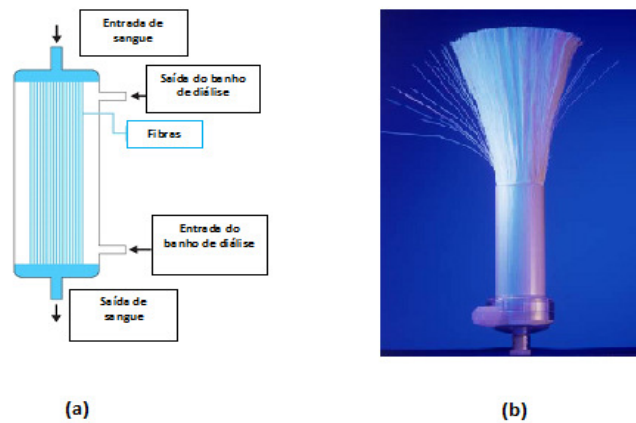 Entrada de
sangue
Saída do banho
de diálise
Fibras
Entrada do
banho de diálise
Saída de
sangue
(a)
(b)